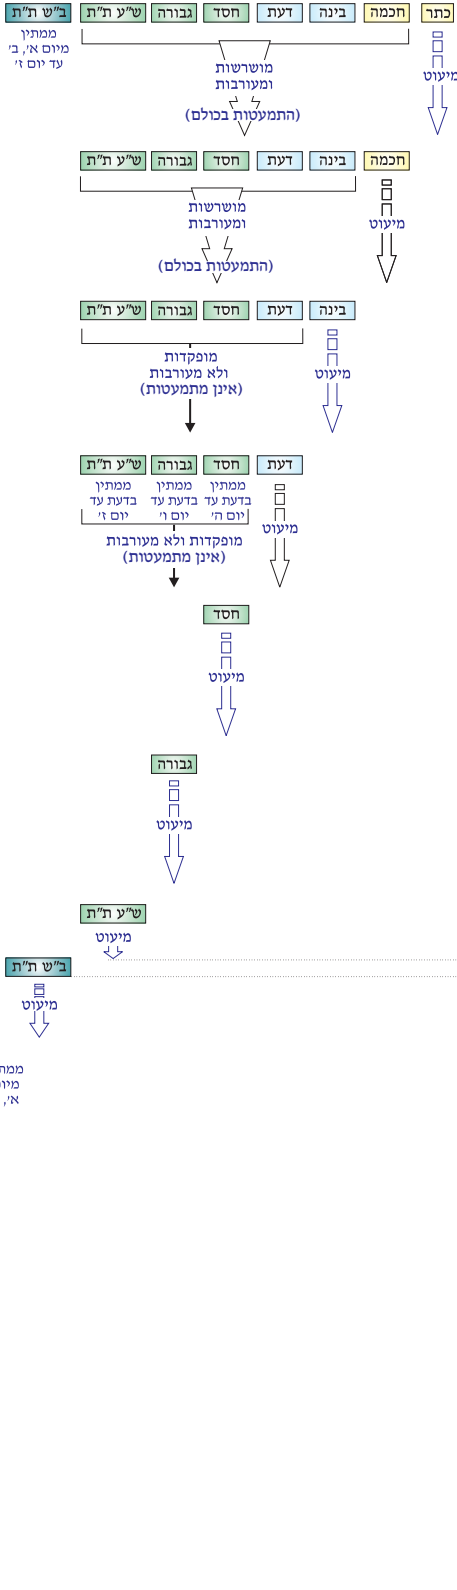 כתר חכמה בינה דעת חסד גבורה ש"ע ת"ת ב"ש ת"ת
ממתין
מיום א', ב'
עד יום ז'
מושרשות
ומעורבות
(התמעטות בכולם)
מיעוט
חכמה בינה דעת חסד גבורה ש"ע ת"ת
מושרשות
ומעורבות
(התמעטות בכולם)
מיעוט
בינה דעת חסד גבורה ש"ע ת"ת
מופקדות
ולא מעורבות
(אינן מתמעטות)
מיעוט
דעת חסד גבורה ש"ע ת"ת
ממתין
בדעת עד
יום ה'
ממתין
בדעת עד
יום ו'
ממתין
בדעת עד
יום ז'
מופקדות ולא מעורבות
(אינן מתמעטות)
מיעוט
חסד
מיעוט
גבורה
מיעוט
ש"ע ת"ת
מיעוט
ב"ש ת"ת
מיעוט
א',